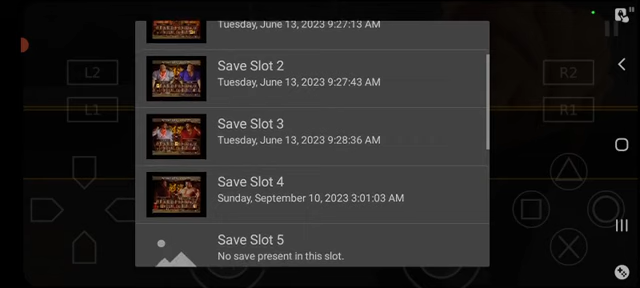 Tuesday, June 13, 2023 9:27:13 AM
Save Slot 2
Tuesday, June 13, 2023 9:27:43 AM
Save Slot 3
Tuesday, June 13, 2023 9:28:36 AM
Save Slot 4
Sunday, September 10, 2023 3:01:03 AM
Save Slot 5
No save present in this slot.
L2
R2
L1
R1